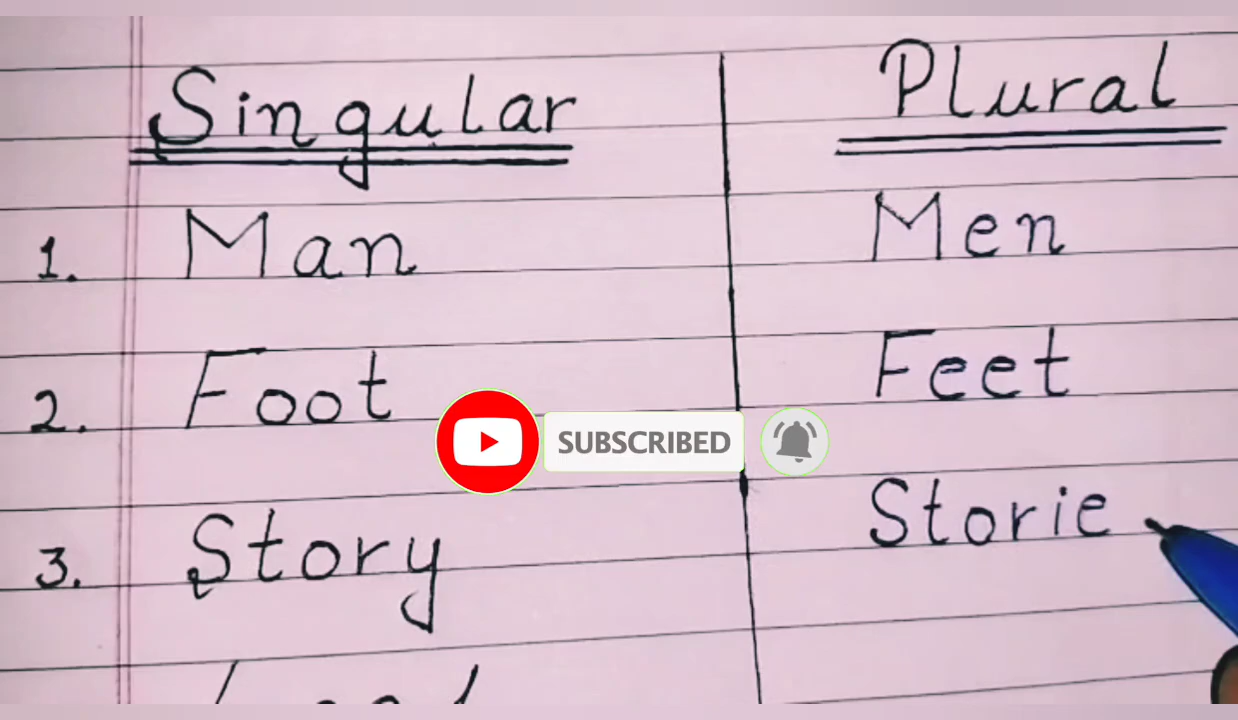 Singular Plural
1. Man Men
2. Foot Feet
SUBSCRIBED
3. Story Storie